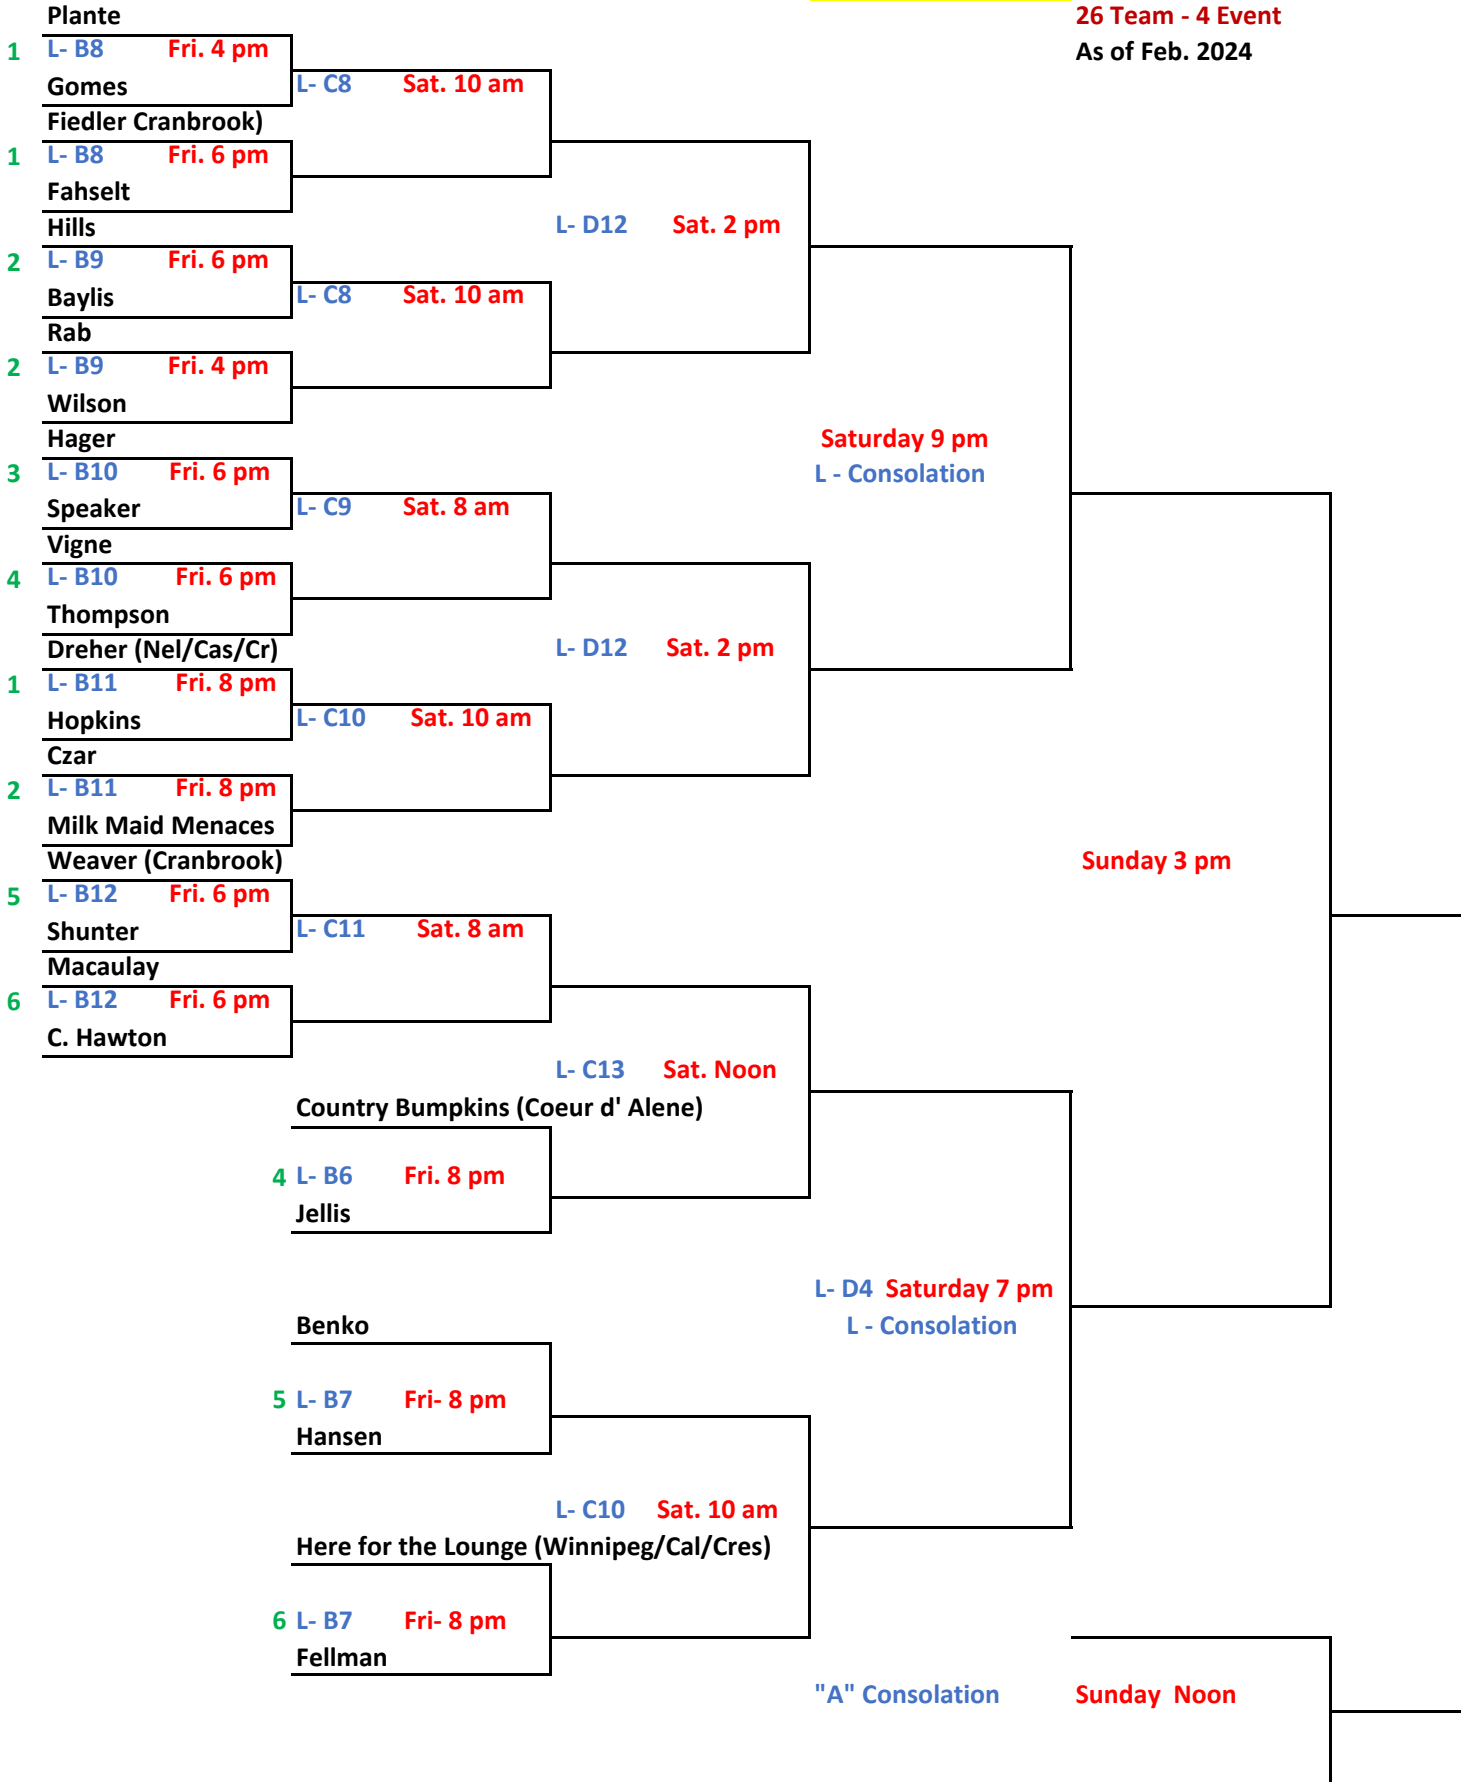 Plante
26 Team - 4 Event
1 L- B8 Fri. 4 pm
As of Feb. 2024
Gomes
L- C8 Sat. 10 am
Fiedler Cranbrook)
1 L- B8 Fri. 6 pm
Fahselt
Hills
L- D12 Sat. 2 pm
2 L- B9 Fri. 6 pm
Baylis
L- C8 Sat. 10 am
Rab
2 L- B9 Fri. 4 pm
Wilson
Hager
Saturday 9 pm
3 L- B10 Fri. 6 pm
L - Consolation
Speaker
L- C9 Sat. 8 am
Vigne
4 L- B10 Fri. 6 pm
Thompson
Dreher (Nel/Cas/Cr)
L- D12 Sat. 2 pm
1 L- B11 Fri. 8 pm
Hopkins
L- C10 Sat. 10 am
Czar
2 L- B11 Fri. 8 pm
Milk Maid Menaces
Weaver (Cranbrook)
Sunday 3 pm
5 L- B12 Fri. 6 pm
Shunter
L- C11 Sat. 8 am
Macaulay
6 L- B12 Fri. 6 pm
C. Hawton
L- C13 Sat. Noon
Country Bumpkins (Coeur d' Alene)
4 L- B6 Fri. 8 pm
Jellis
L- D4 Saturday 7 pm
Benko
L - Consolation
5 L- B7 Fri- 8 pm
Hansen
L- C10 Sat. 10 am
Here for the Lounge (Winnipeg/Cal/Cres)
6 L- B7 Fri- 8 pm
Fellman
"A" Consolation Sunday Noon